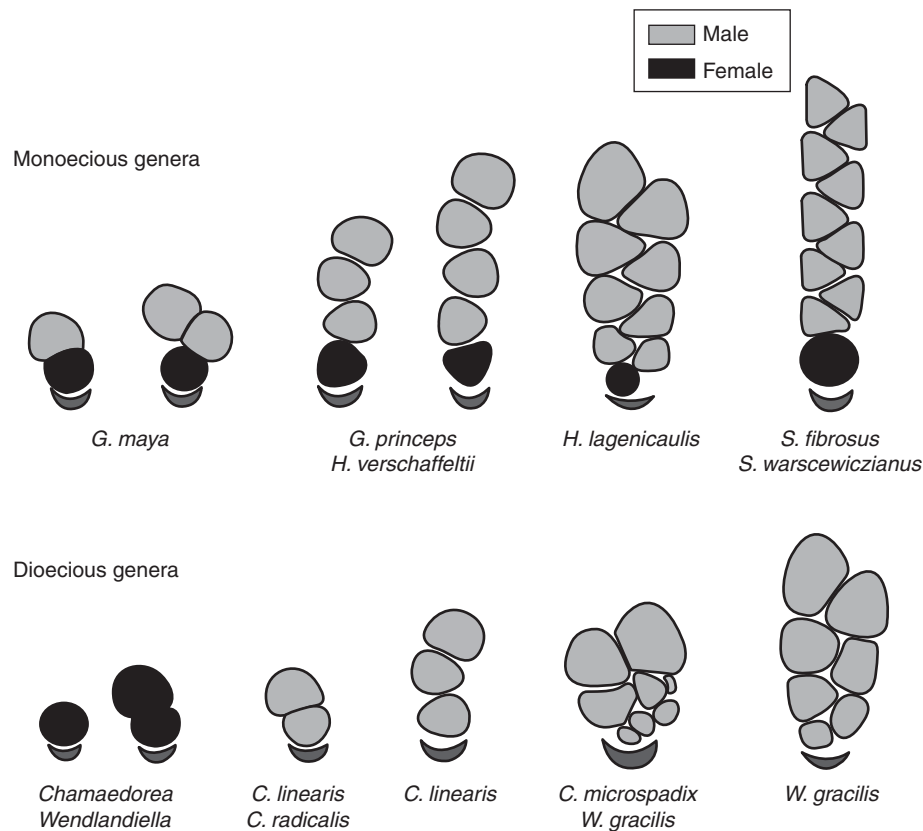 Male
Female
Monoecious genera
G. maya
G. princeps
H. verschaffeltii
H. lagenicaulis
S. fibrosus
S. warscewiczianus
Dioecious genera
Chamaedorea
Wendlandiella
C. linearis
C. radicalis
C. linearis
C. microspadix
W. gracilis
W. gracilis